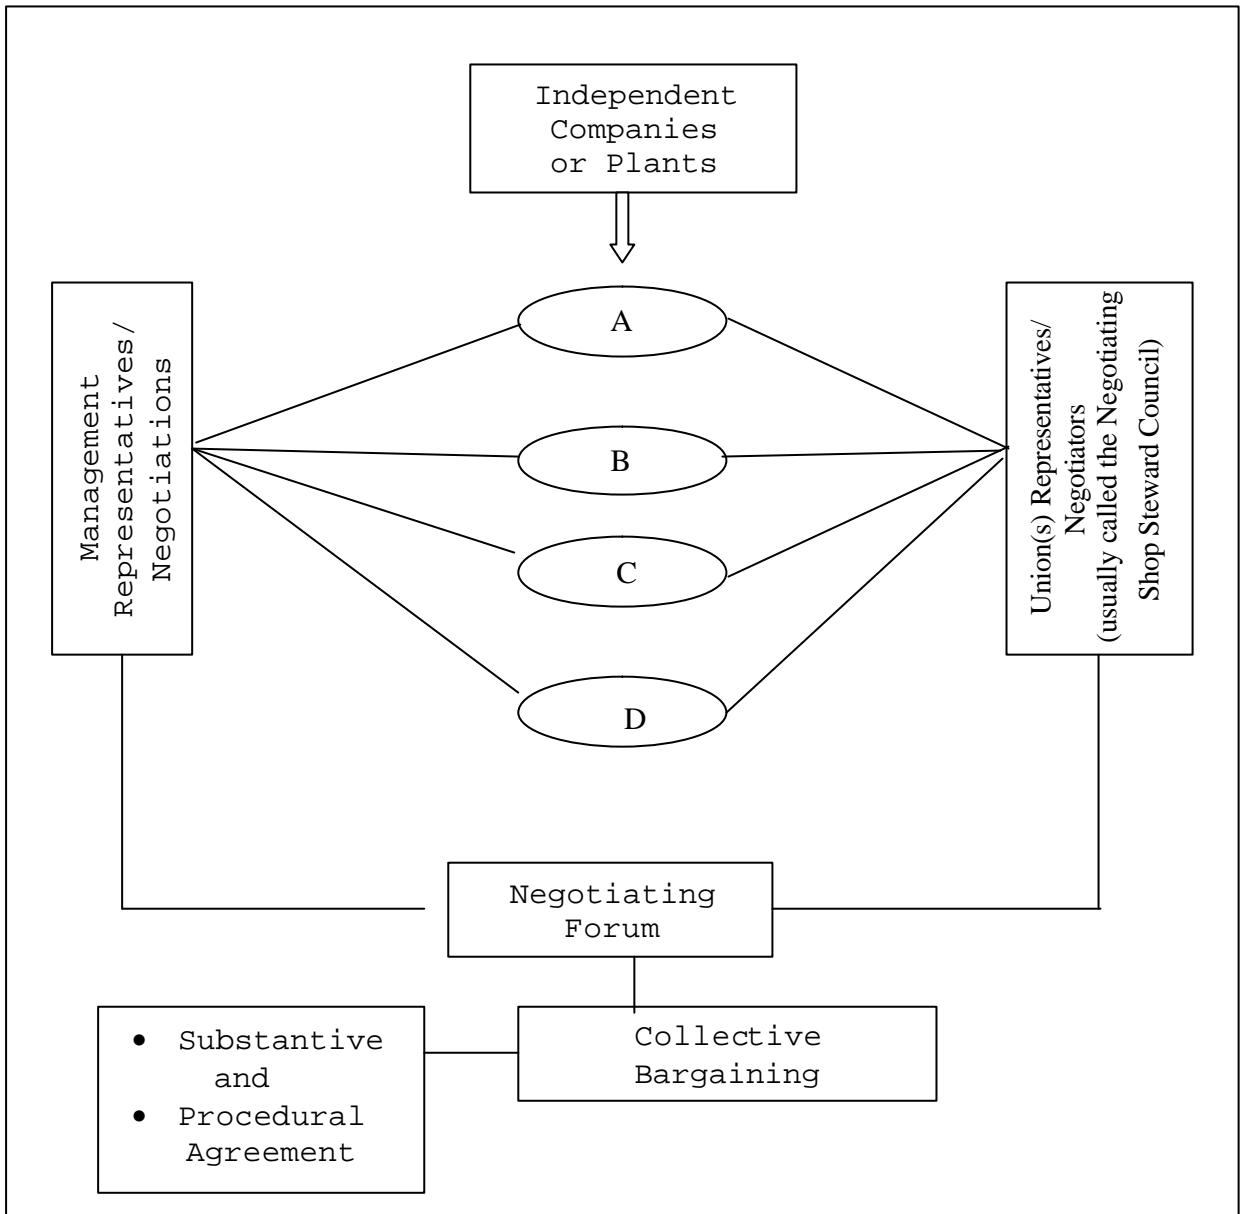 Independent
Companies
or Plants
Management
Representatives/
Negotiations
A
B
C
D
Union(s) Representatives/
Negotiators
(usually called the Negotiating
Shop Steward Council)
Negotiating
Forum
• Substantive
and
• Procedural
Agreement
Collective
Bargaining